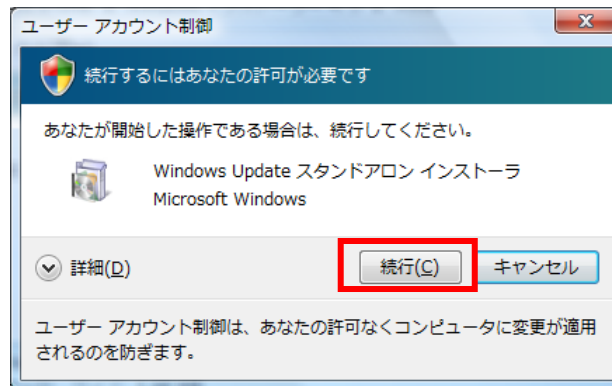 ユーザー アカウント制御
続行するにはあなたの許可が必要です
あなたが開始した操作である場合は、続行してください。
Windows Update スタンドアロン インストーラ
Microsoft Windows
詳細(D)
続行(C)
キャンセル
ユーザー アカウント制御は、あなたの許可なくコンピュータに変更が適用
されるのを防ぎます。